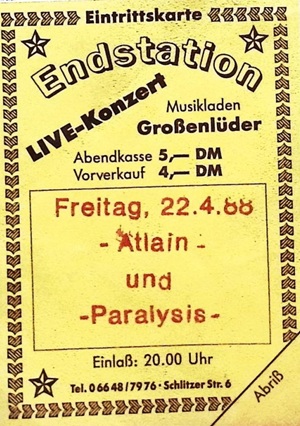 Eintrittskarte
Endstation
LIVE-Konzert
Musikladen
Großenlüder
Abendkasse 5,— DM
Vorverkauf 4,— DM
Freitag, 22.4.88
- Atlain -
und
-Paralysis-
Einlaß: 20.00 Uhr
Tel. 06648/7976 - Schlitzer Str. 6
Abriß